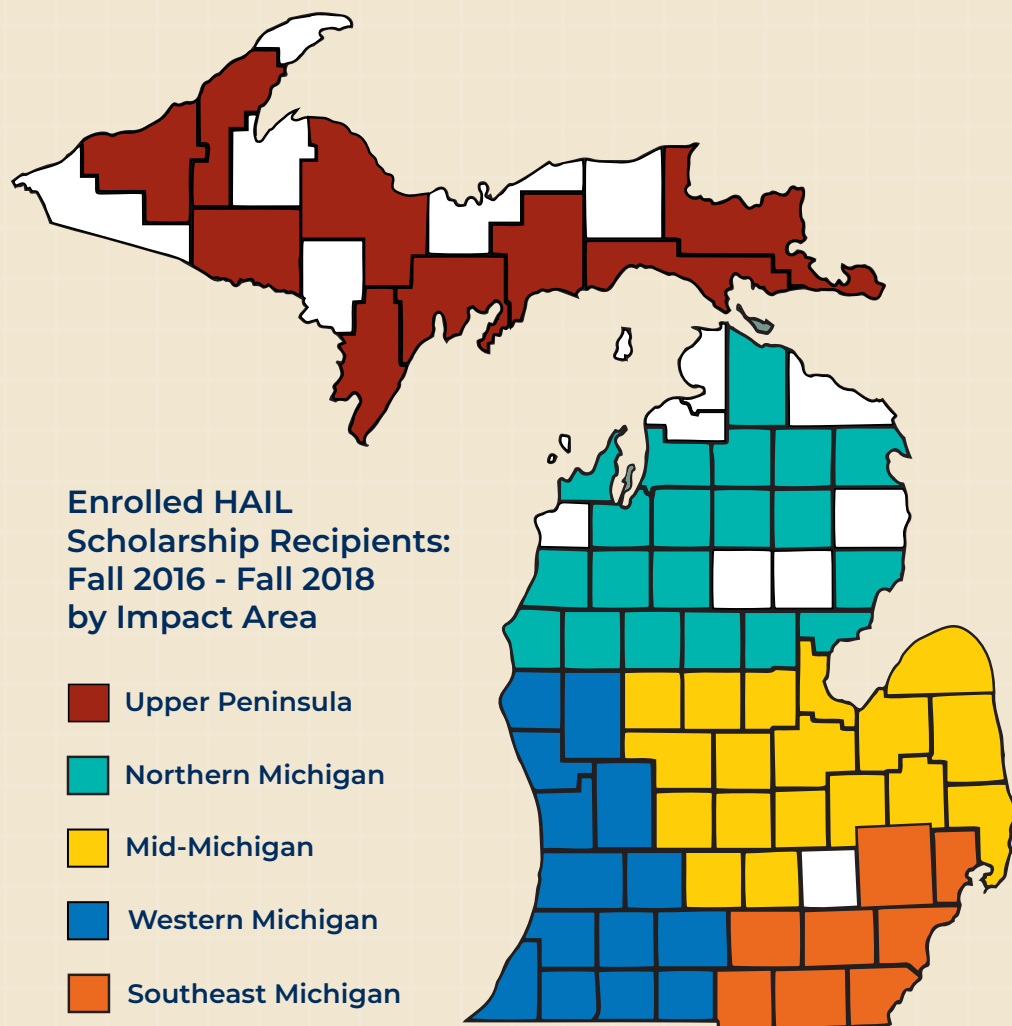 Enrolled HAIL
Scholarship Recipients:
Fall 2016 - Fall 2018
by Impact Area
Upper Peninsula
Northern Michigan
Mid-Michigan
Western Michigan
Southeast Michigan